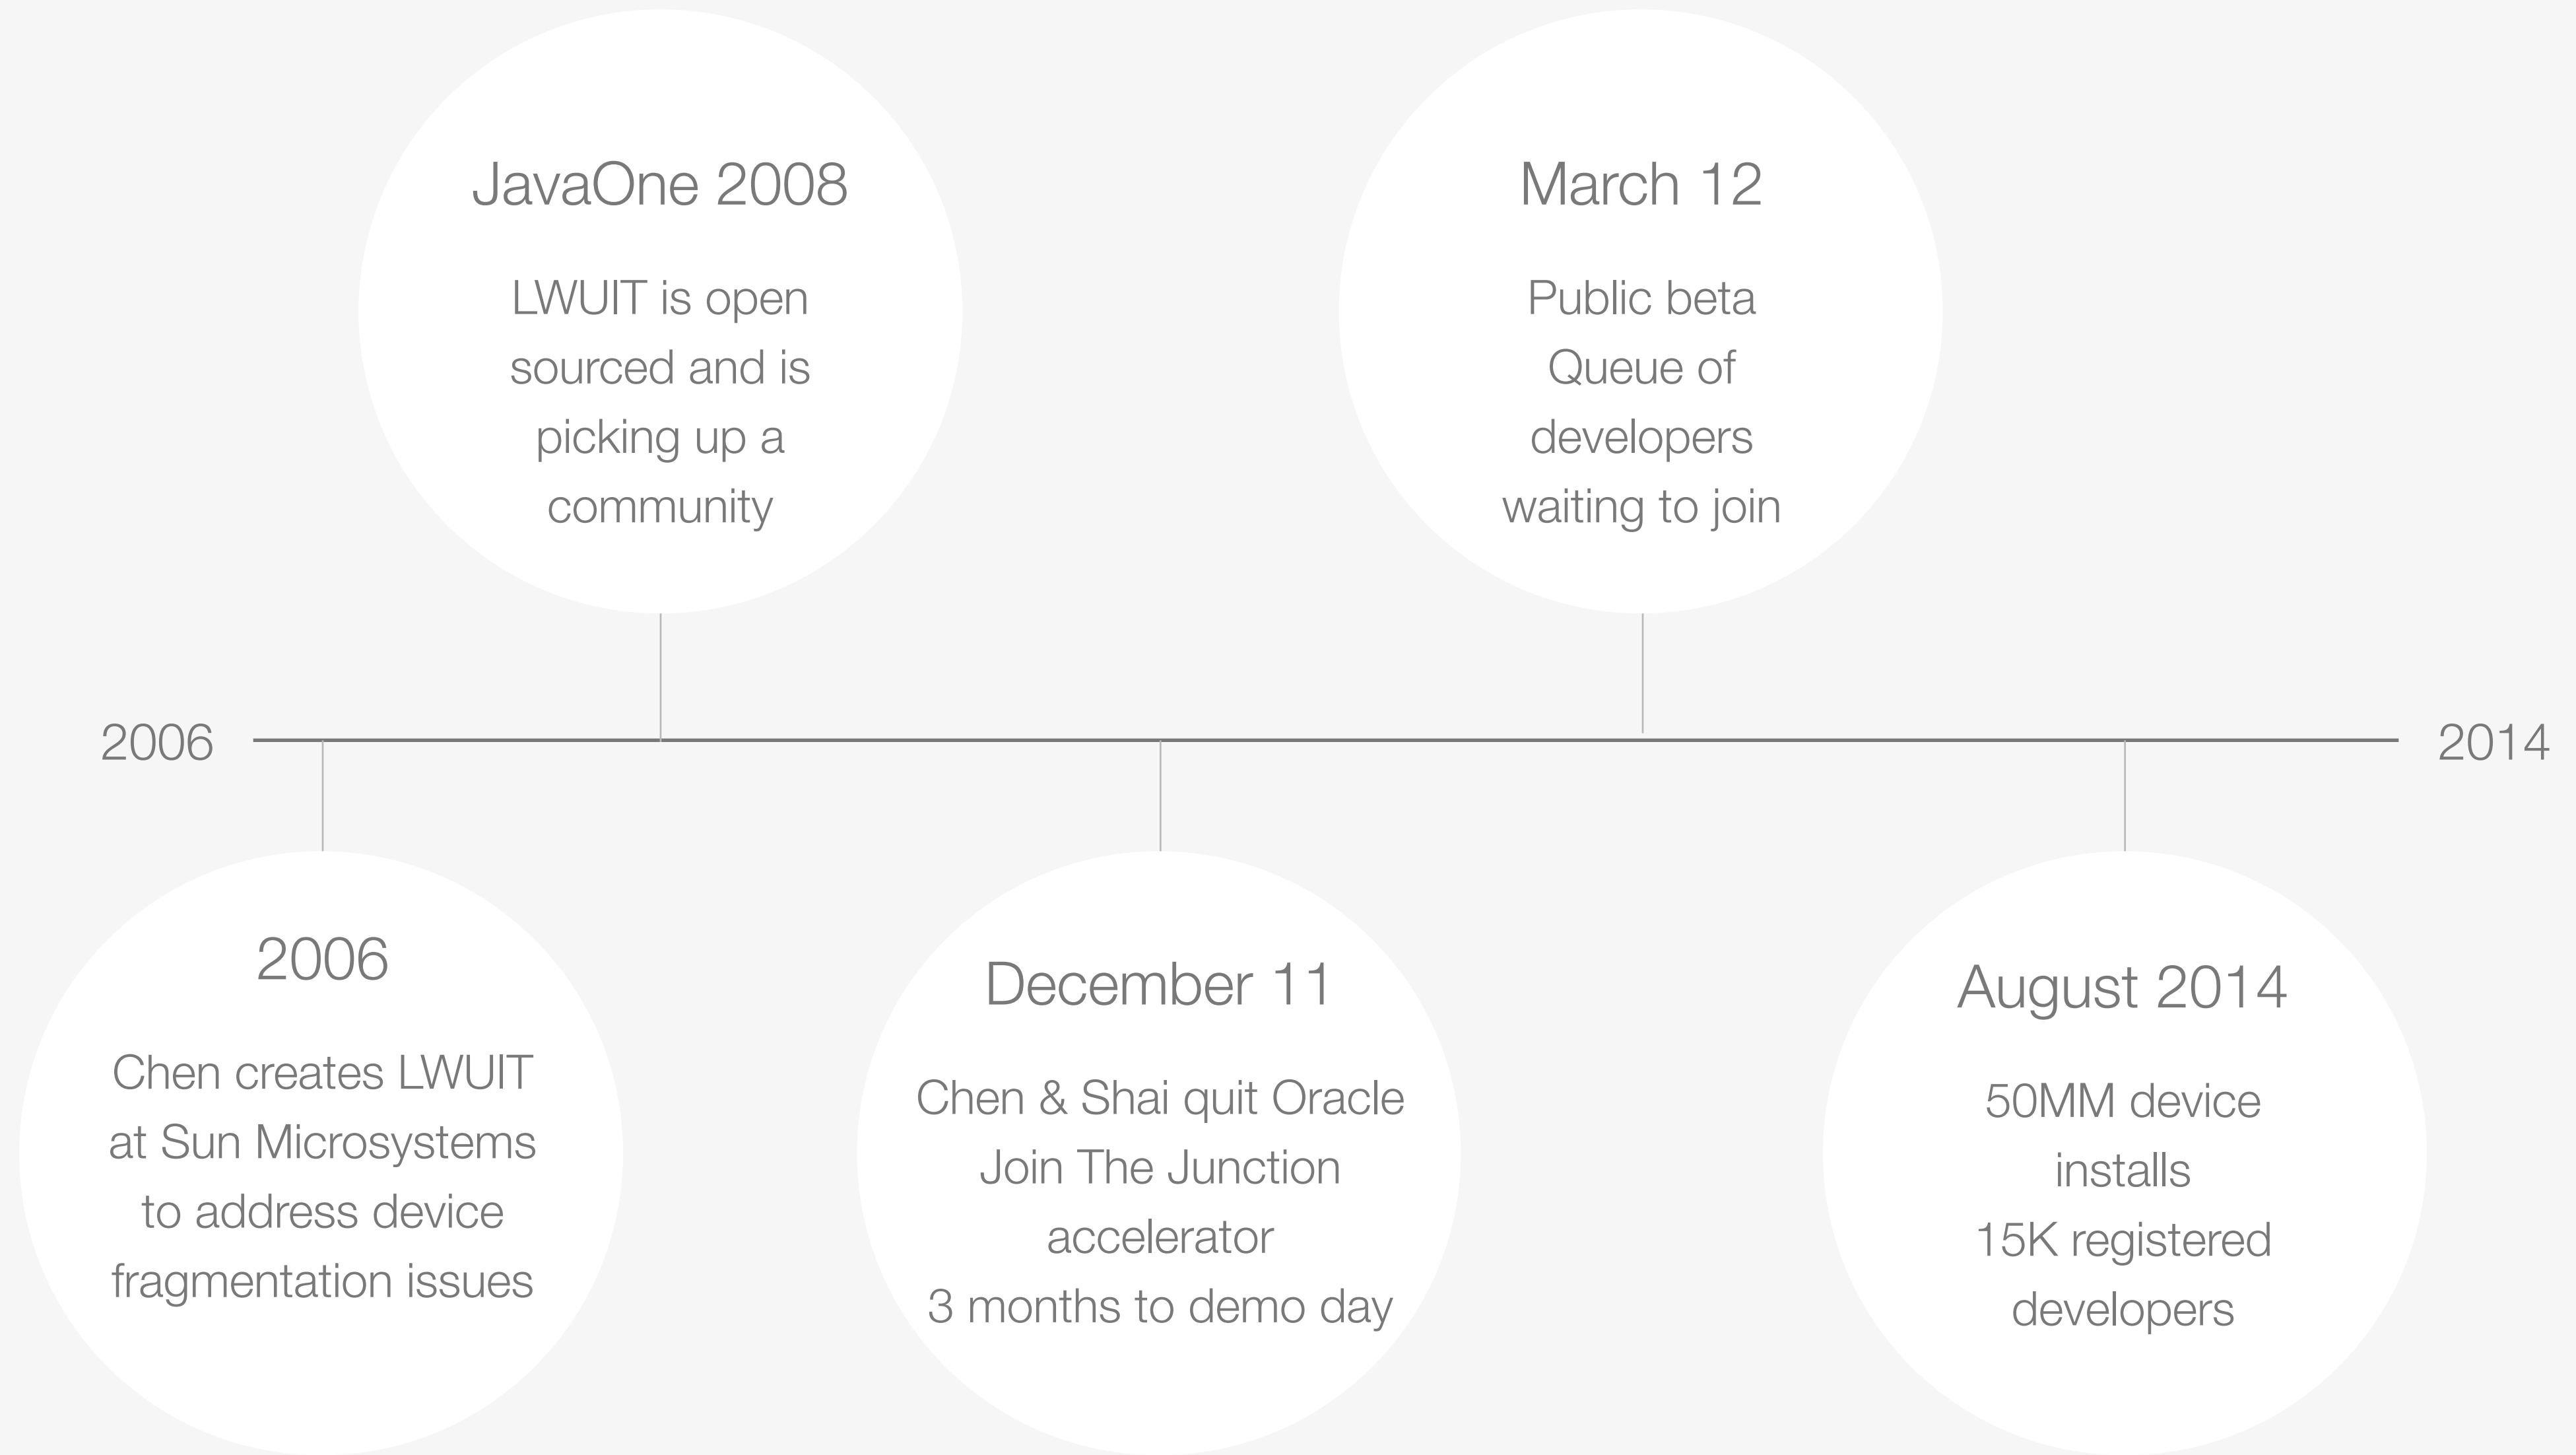 JavaOne 2008
LWUIT is open
sourced and is
picking up a
community
March 12
Public beta
Queue of
developers
waiting to join
2006
2014
2006
Chen creates LWUIT
at Sun Microsystems
to address device
fragmentation issues
December 11
Chen & Shai quit Oracle
Join The Junction
accelerator
3 months to demo day
August 2014
50MM device
installs
15K registered
developers